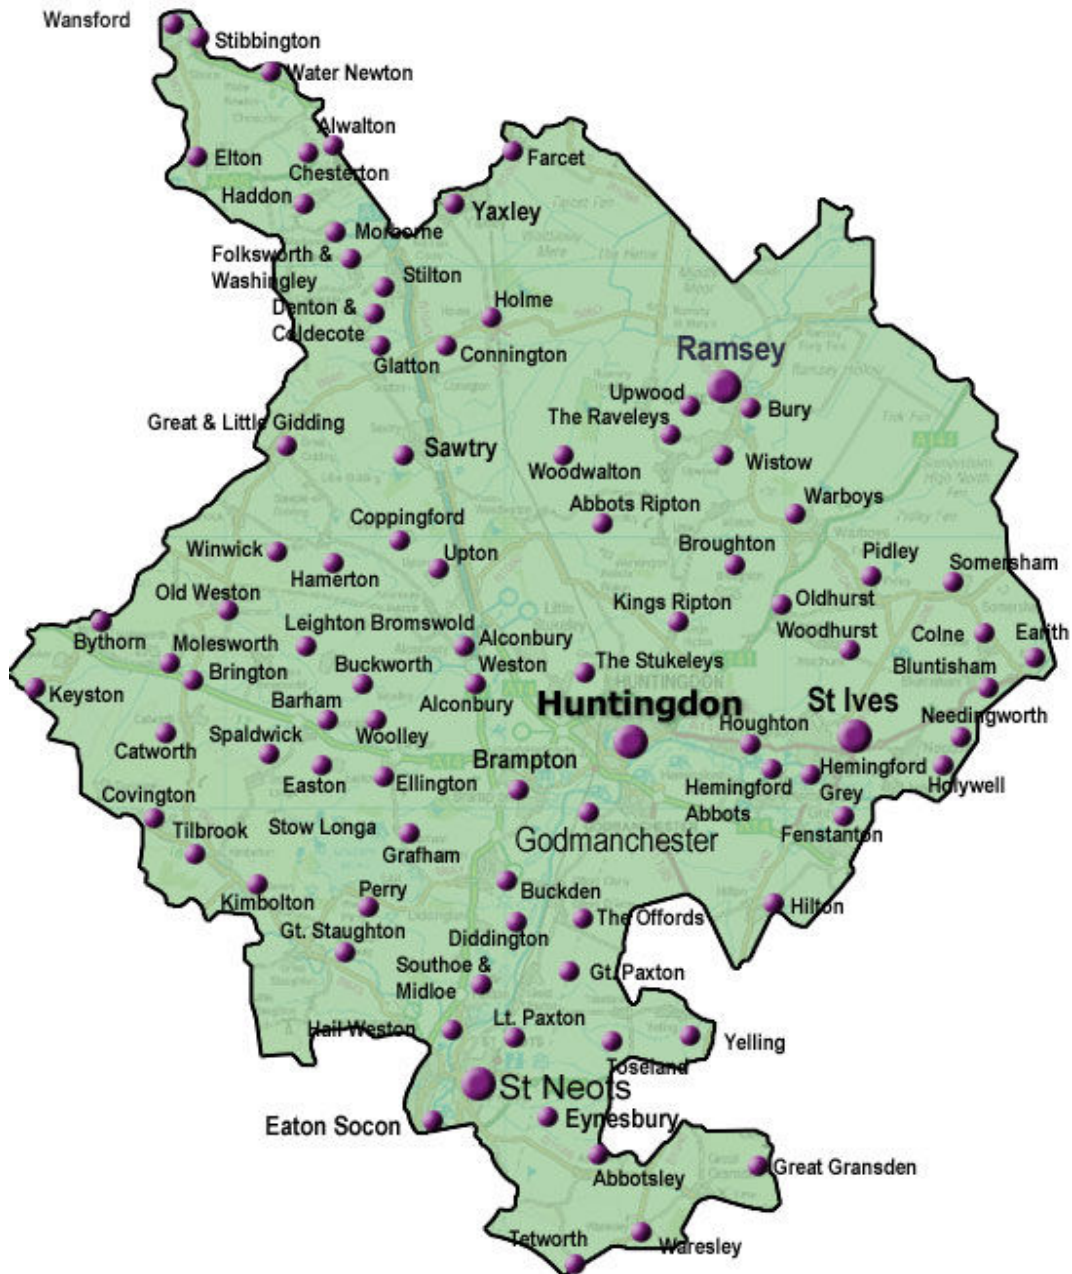 Wansford
Stibbington
Water Newton
Alwalton
Elton
Farcet
Chesterton
Haddon
Yaxley
Morborne
Folksworth &
Washingley
Stilton
Denton &
Coldecote
Holme
Glatton
Connington
Ramsey
Upwood
Bury
The Raveleys
Great & Little Gidding
Sawtry
Woodwalton
Wistow
Warboys
Abbots Ripton
Coppingford
Winwick
Upton
Broughton
Pidley
Hamerton
Somersham
Old Weston
Kings Ripton
Oldhurst
Bythorn
Molesworth
Leighton Bromswold
Alconbury
Weston
Woodhurst
Colne
Earith
Brington
Buckworth
The Stukeleys
Bluntisham
Keyston
Barham
Alconbury
Huntingdon
St Ives
Needingworth
Catworth
Spaldwick
Woolley
Houghton
Brampton
Hemingford
Grey
Holywell
Easton
Ellington
Hemingford
Abbots
Covington
Tilbrook
Stow Longa
Grafham
Godmanchester
Fenstanton
Kimbolton
Perry
Buckden
Hilton
The Offords
Gt. Staughton
Diddington
Southoe &
Midloe
Gt. Paxton
Hail Weston
Lt. Paxton
Yelling
Toseland
St Neots
Eaton Socon
Eynesbury
Abbotsley
Great Gransden
Tetworth
Waresley